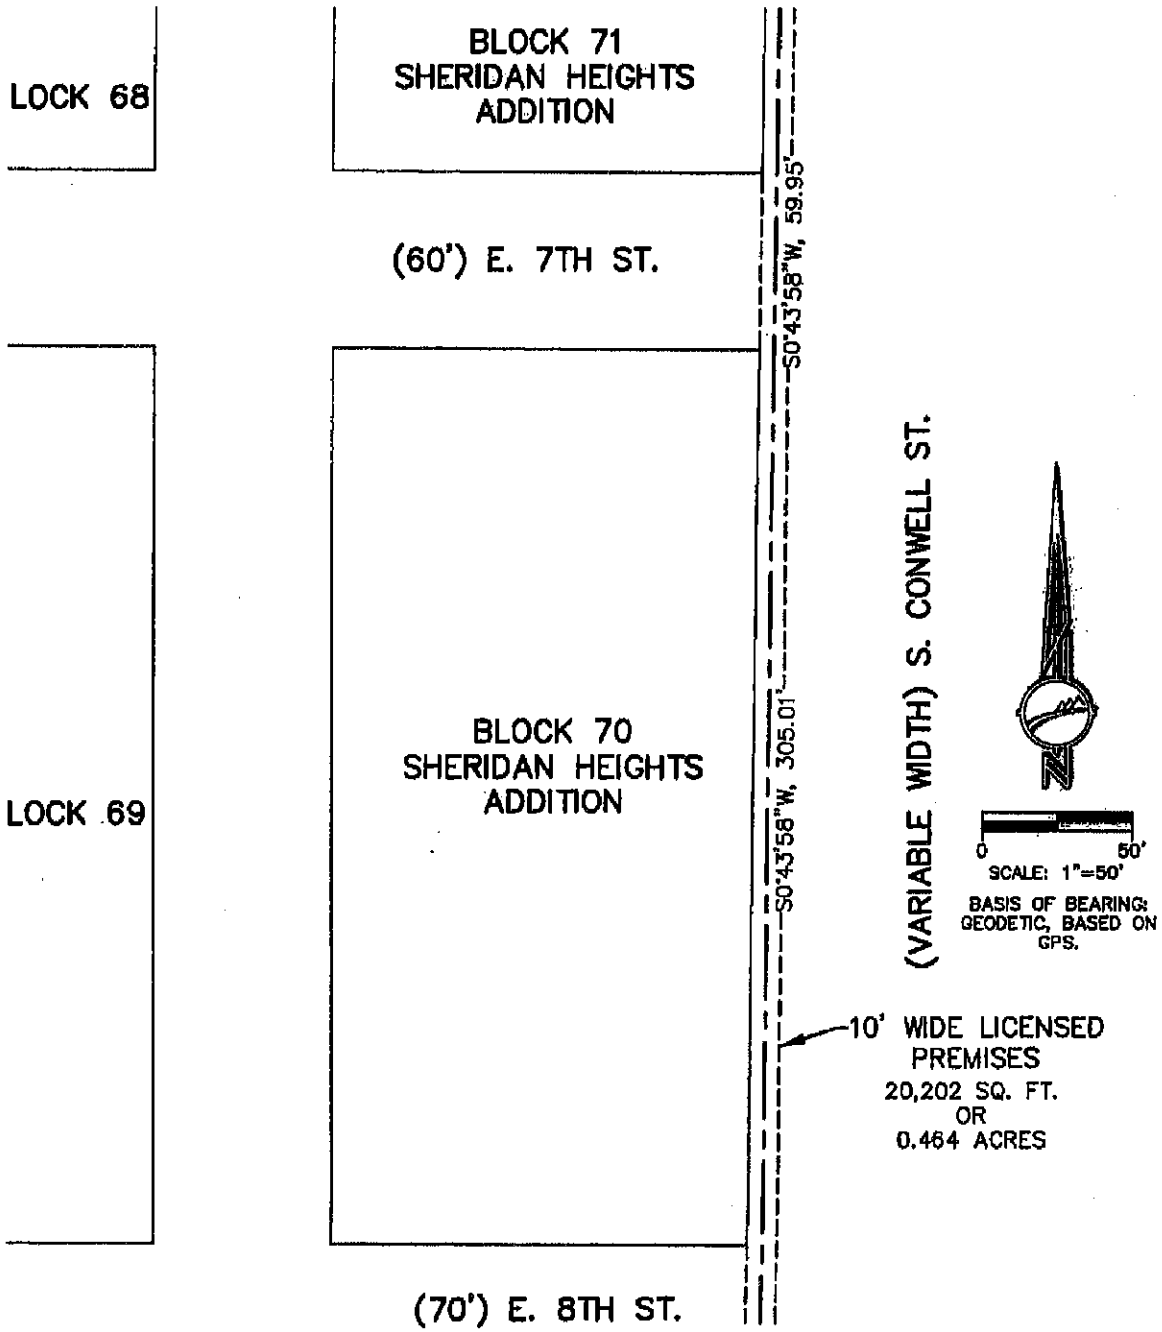 BLOCK 71
SHERIDAN HEIGHTS
ADDITION
LOCK 68
S0°43'58"W, 59.95'
(60') E. 7TH ST.
(VARIABLE WIDTH) S. CONWELL ST.
S0°43'58"W, 305.01'
BLOCK 70
SHERIDAN HEIGHTS
ADDITION
LOCK 69
N
0 50'
SCALE: 1"=50'
BASIS OF BEARING:
GEODETIC, BASED ON
GPS.
10' WIDE LICENSED
PREMISES
20,202 SQ. FT.
OR
0.464 ACRES
(70') E. 8TH ST.